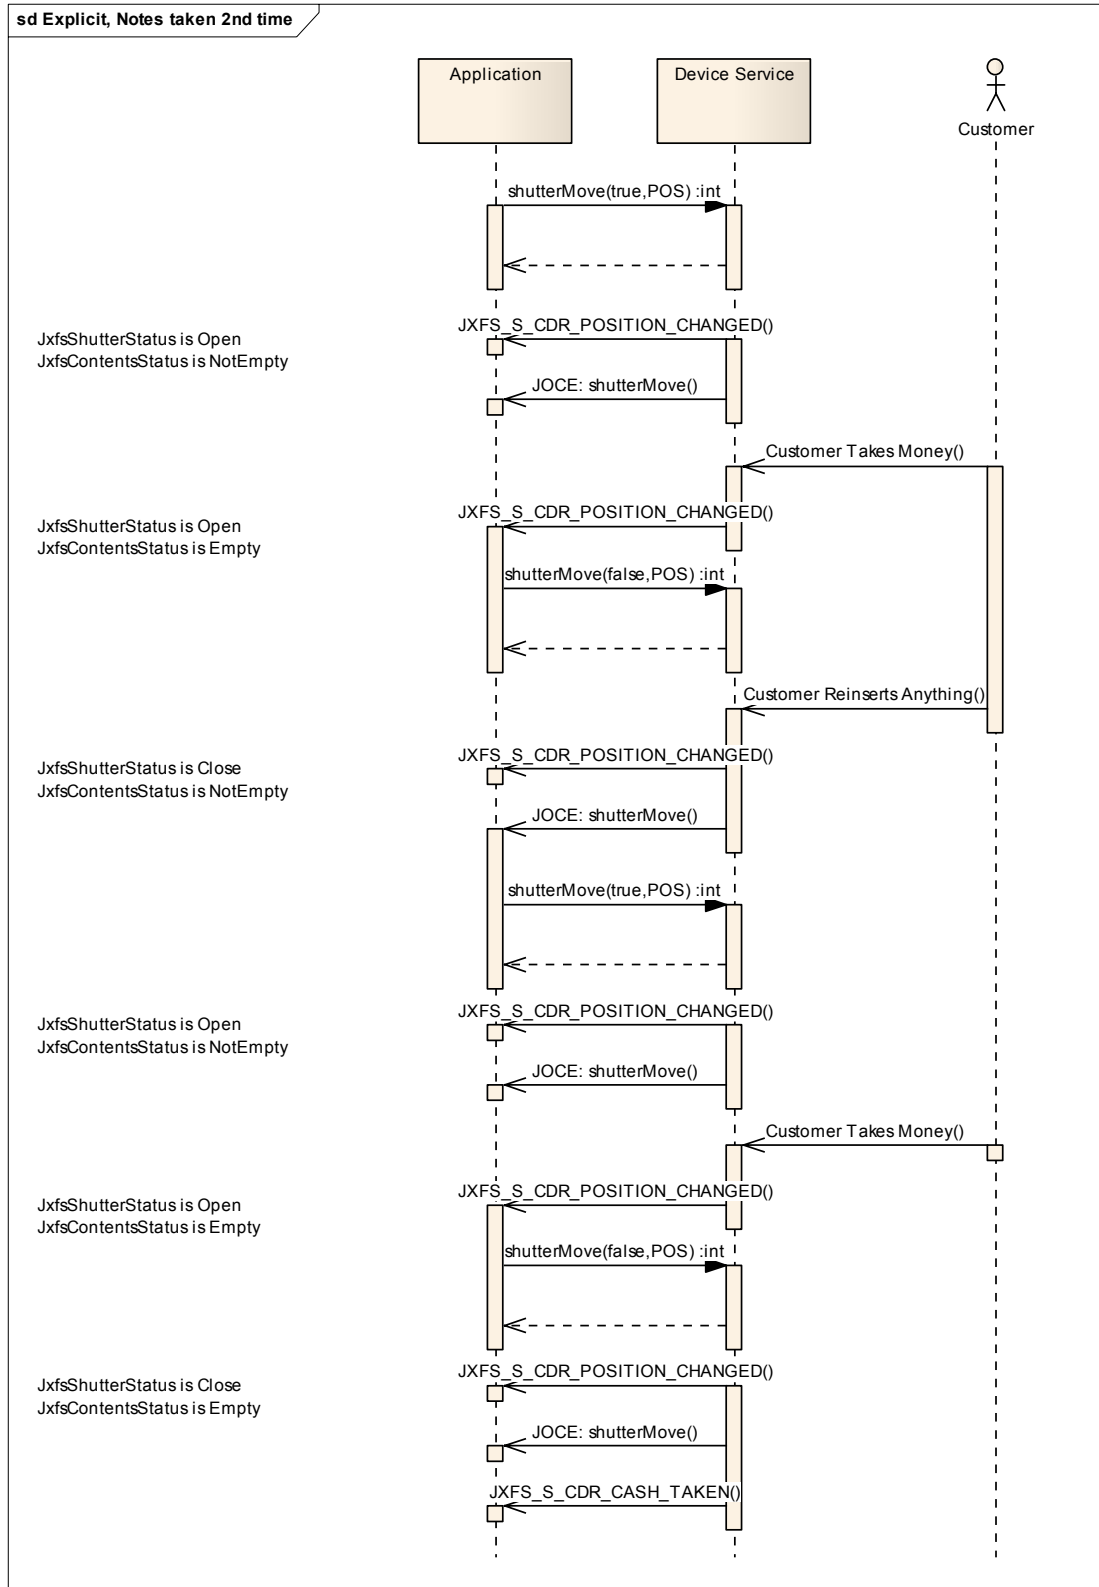 sd Explicit, Notes taken 2nd time
Application
Device Service
Customer
shutterMove(true,POS) :int
JXFS_S_CDR_POSITION_CHANGED()
JxfsShutterStatus is Open
JxfsContentsStatus is NotEmpty
JOCE: shutterMove()
Customer Takes Money()
JXFS_S_CDR_POSITION_CHANGED()
JxfsShutterStatus is Open
JxfsContentsStatus is Empty
shutterMove(false,POS) :int
Customer Reinserts Anything()
JXFS_S_CDR_POSITION_CHANGED()
JxfsShutterStatus is Close
JxfsContentsStatus is NotEmpty
JOCE: shutterMove()
shutterMove(true,POS) :int
JXFS_S_CDR_POSITION_CHANGED()
JxfsShutterStatus is Open
JxfsContentsStatus is NotEmpty
JOCE: shutterMove()
Customer Takes Money()
JXFS_S_CDR_POSITION_CHANGED()
JxfsShutterStatus is Open
JxfsContentsStatus is Empty
shutterMove(false,POS) :int
JXFS_S_CDR_POSITION_CHANGED()
JxfsShutterStatus is Close
JxfsContentsStatus is Empty
JOCE: shutterMove()
JXFS_S_CDR_CASH_TAKEN()